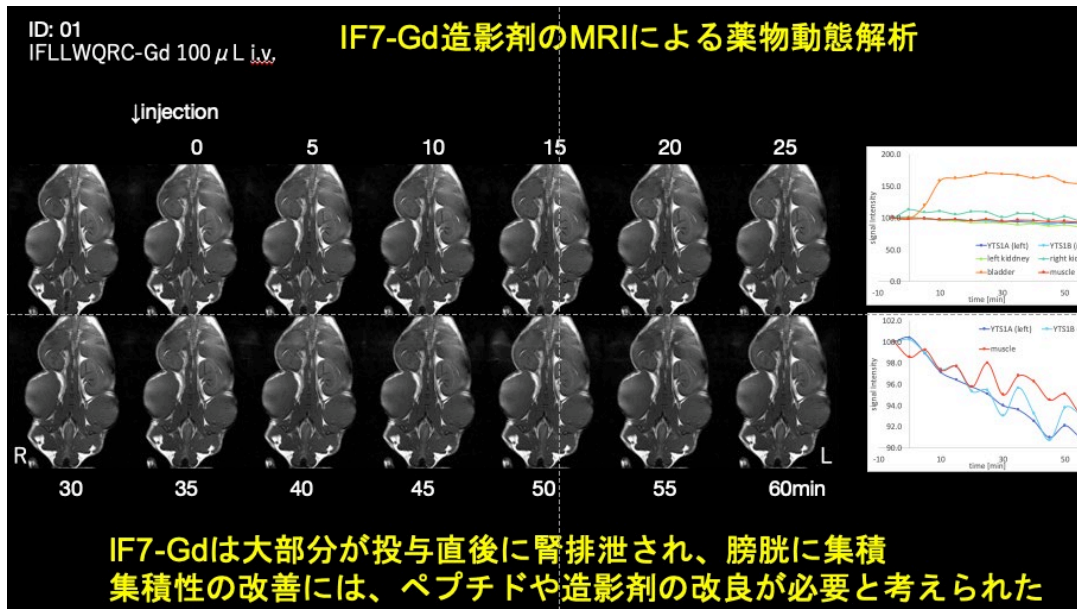 ID: 01
IFLLWQRC-Gd 100 μL i.v.
IF7-Gd造影剤のMRIによる薬物動態解析
↓injection
0 5 10 15 20 25
200.0
150.0
100.0
50.0
0.0
signal intensity
YTS1A (left) YTS1B
left kiddney right
bladder muscle
-10 10 30 50
time [min]
102.0
100.0
98.0
96.0
94.0
92.0
90.0
signal intensity
YTS1A (left) YTS1B
muscle
-10 10 30 50
time [min]
R L
30 35 40 45 50 55 60min
IF7-Gdは大部分が投与直後に腎排泄され、膀胱に集積
集積性の改善には、ペプチドや造影剤の改良が必要と考えられた